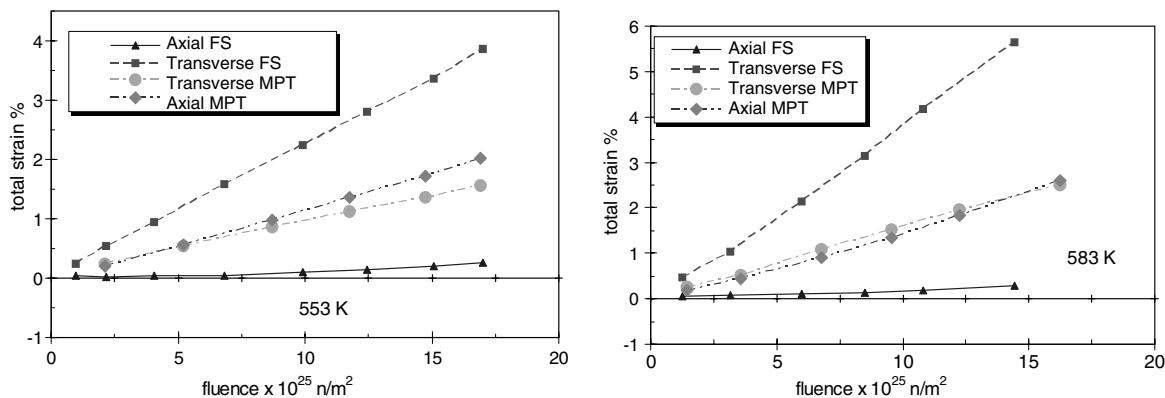 4
3
2
1
0
-1
total strain %
Axial FS
Transverse FS
Transverse MPT
Axial MPT
553 K
0
5
10
15
20
fluence x 10²⁵ n/m²
6
5
4
3
2
1
0
-1
total strain %
Axial FS
Transverse FS
Transverse MPT
Axial MPT
583 K
0
5
10
15
20
fluence x 10²⁵ n/m²